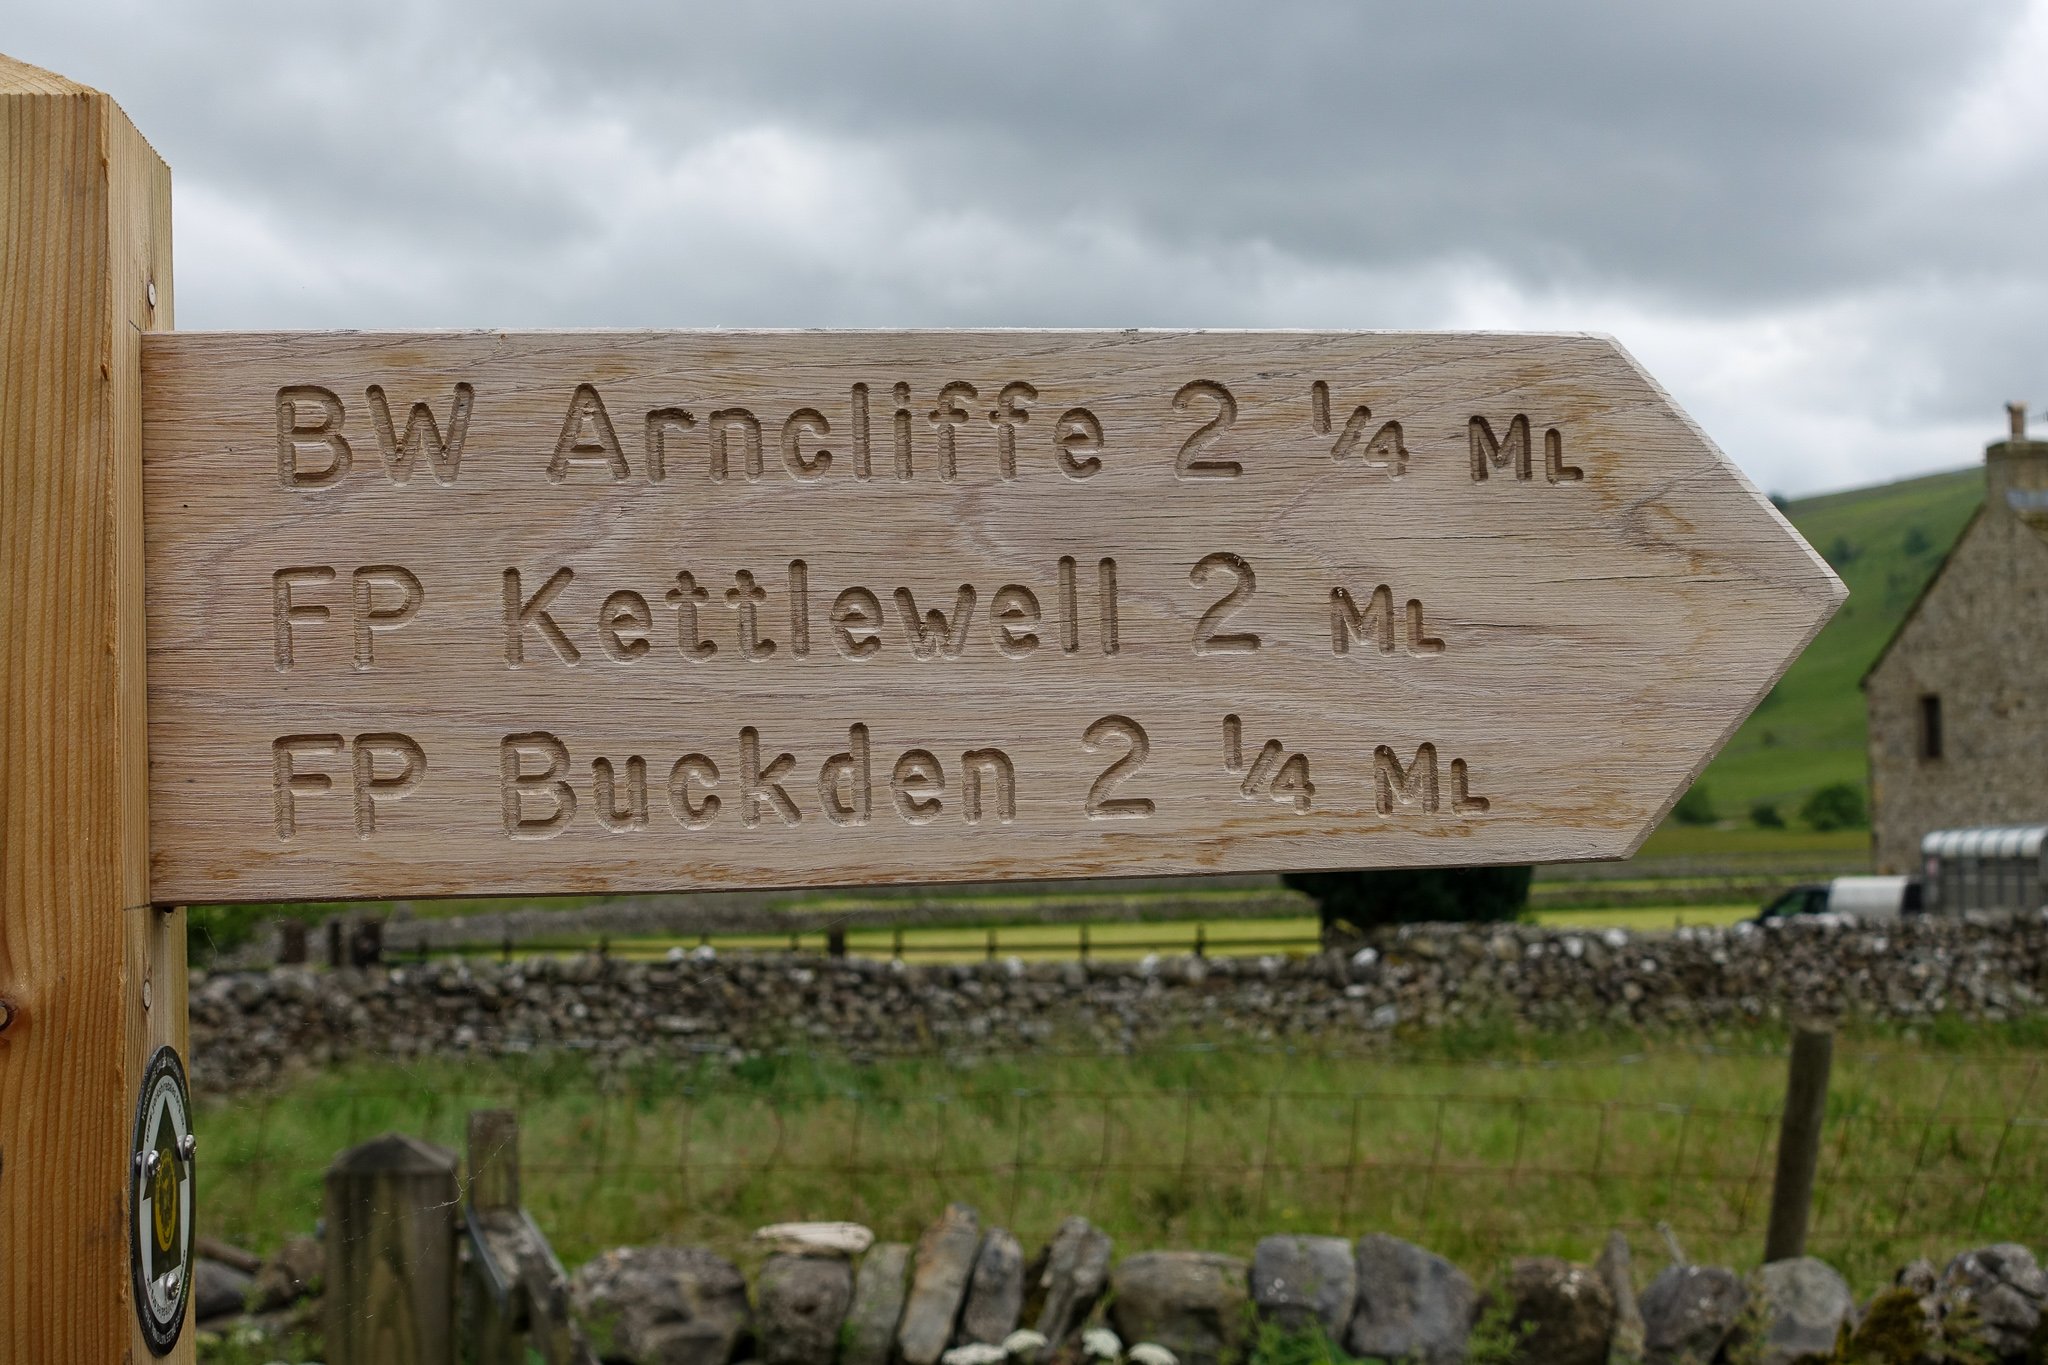 BW Arncliffe 2 ¼ ML
FP Kettlewell 2 ML
FP Buckden 2 ¼ ML